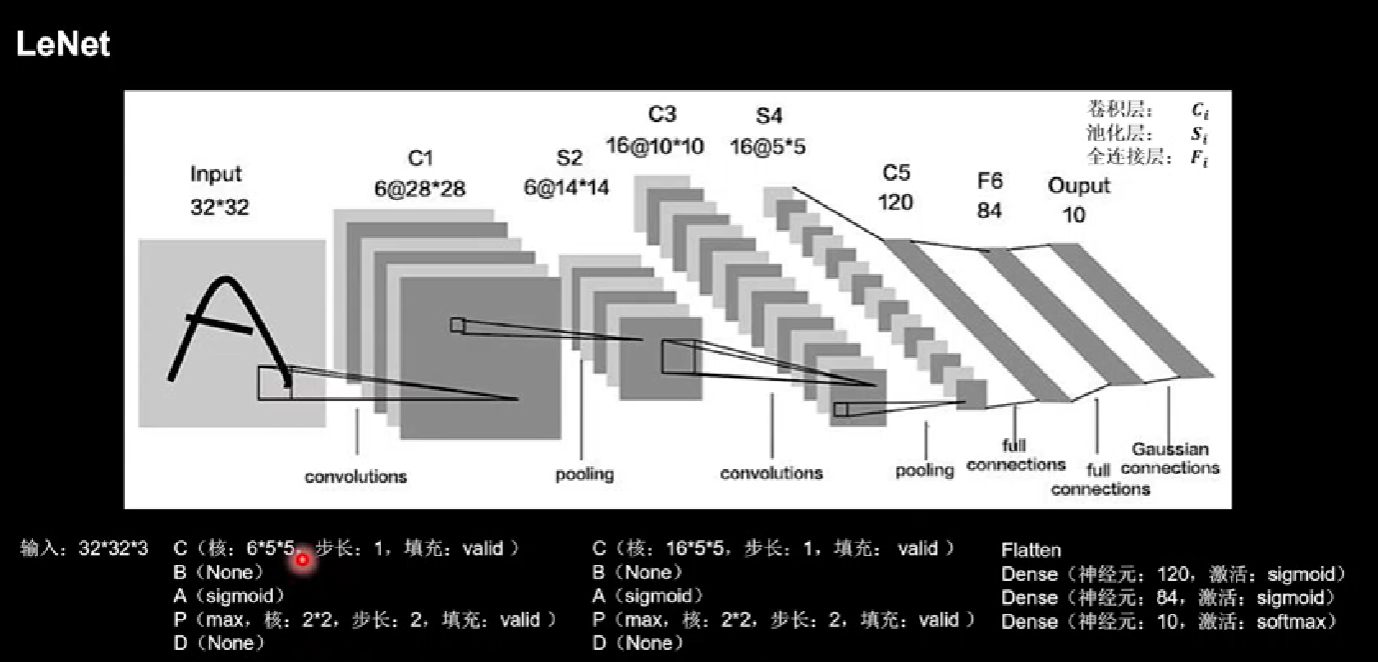 LeNet
卷积层: C_i
池化层: S_i
全连接层: F_i
Input
32*32
C1
6@28*28
S2
6@14*14
C3
16@10*10
S4
16@5*5
C5
120
F6
84
Ouput
10
convolutions
pooling
convolutions
pooling
full
connections
full
connections
Gaussian
connections
输入: 32*32*3
C（核: 6*5*5, 步长: 1, 填充: valid ）
B（None）
A（sigmoid）
P（max, 核: 2*2, 步长: 2, 填充: valid ）
D（None）
C（核: 16*5*5, 步长: 1, 填充: valid ）
B（None）
A（sigmoid）
P（max, 核: 2*2, 步长: 2, 填充: valid ）
D（None）
Flatten
Dense（神经元: 120, 激活: sigmoid）
Dense（神经元: 84, 激活: sigmoid）
Dense（神经元: 10, 激活: softmax）